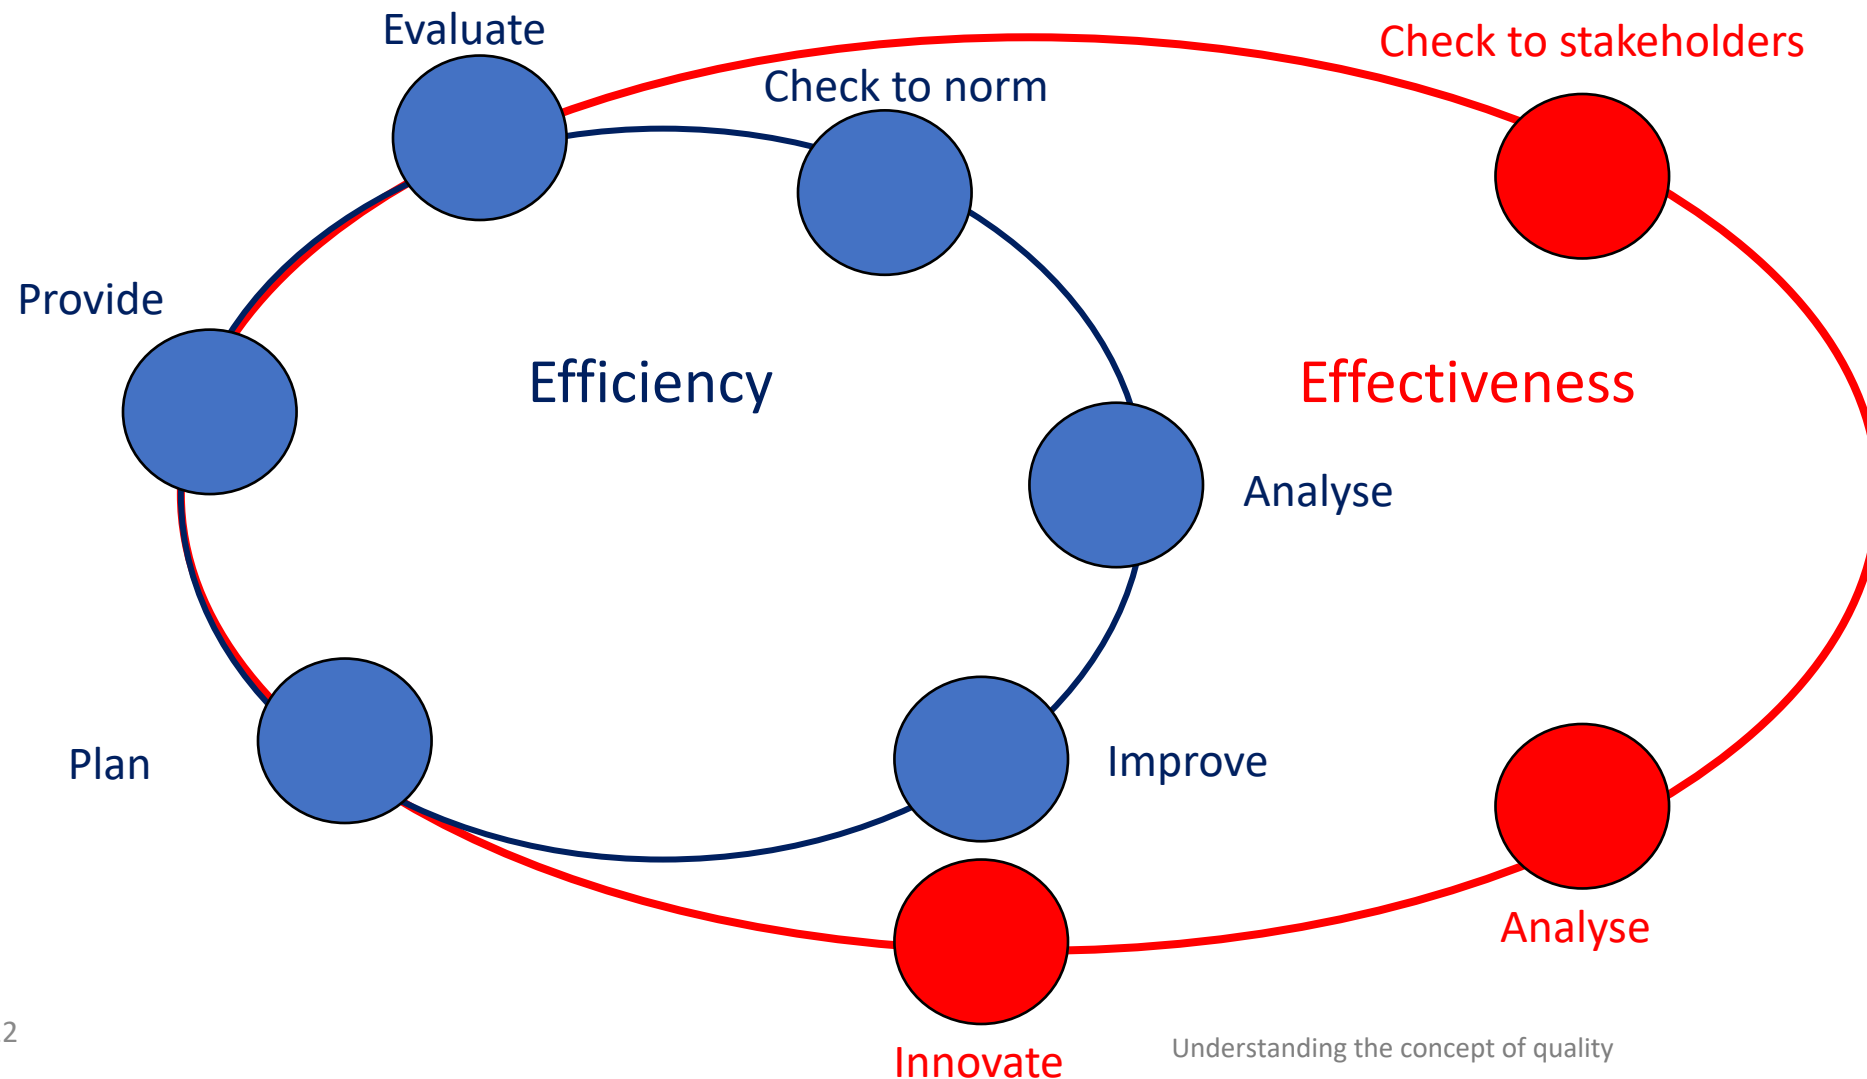 Evaluate
Check to stakeholders
Check to norm
Provide
Efficiency
Effectiveness
Analyse
Plan
Improve
Analyse
2
Understanding the concept of quality
Innovate